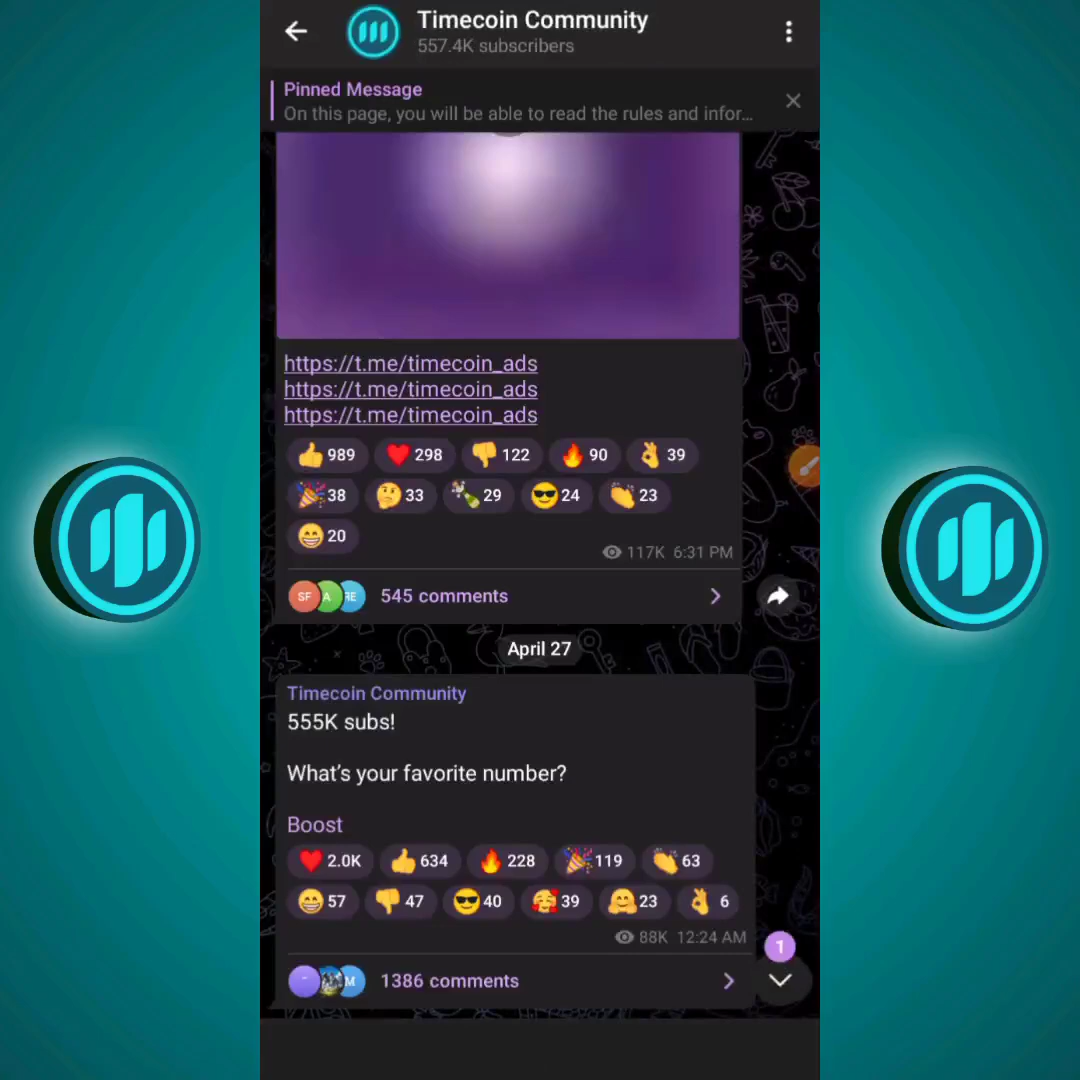 Timecoin Community
557.4K subscribers
Pinned Message
On this page, you will be able to read the rules and infor...
https://t.me/timecoin_ads
https://t.me/timecoin_ads
https://t.me/timecoin_ads
👍 989 ❤️ 298 👎 122 🔥 90 👌 39
🎉 38 🤔 33 🍾 29 😎 24 👏 23
😁 20
117K 6:31 PM
SF A RE 545 comments
April 27
Timecoin Community
555K subs!
What's your favorite number?
Boost
❤️ 2.0K 👍 634 🔥 228 🎉 119 👏 63
😁 57 👎 47 😎 40 🥰 39 🤗 23 👌 6
88K 12:24 AM
1
M 1386 comments